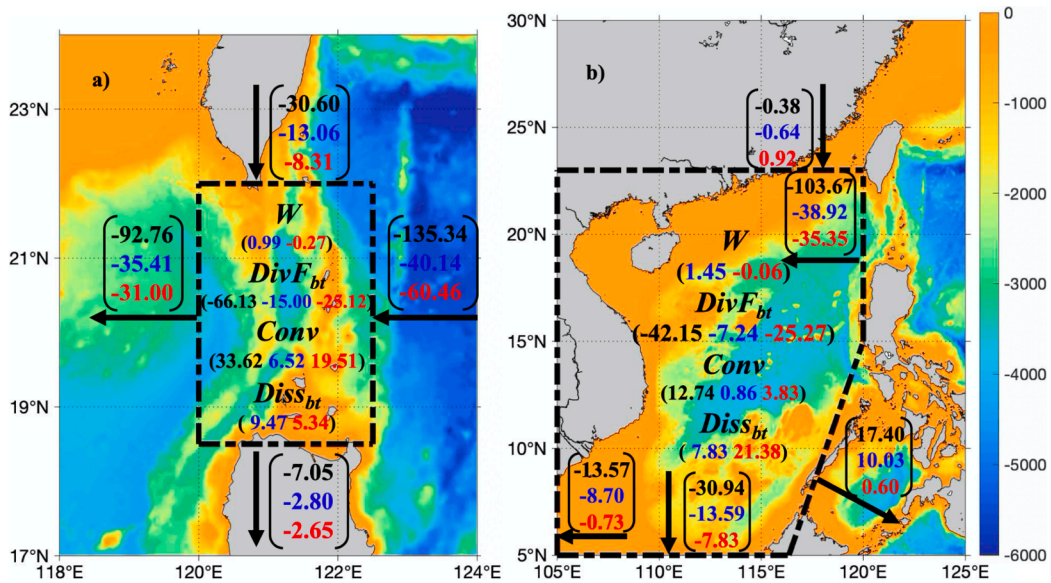 a)
23°N
21°N
19°N
17°N
118°E
120°E
122°E
124°E
-30.60
-13.06
-8.31
-92.76
-35.41
-31.00
W
(0.99 -0.27)
DivF_bt
(-66.13 -15.00 -25.12)
Conv
(33.62 6.52 19.51)
Diss_bt
( 9.47 5.34)
-135.34
-40.14
-60.46
-7.05
-2.80
-2.65
b)
30°N
25°N
20°N
15°N
10°N
5°N
105°E
110°E
115°E
120°E
125°E
-0.38
-0.64
0.92
-103.67
-38.92
-35.35
W
(1.45 -0.06)
DivF_bt
(-42.15 -7.24 -25.27)
Conv
(12.74 0.86 3.83)
Diss_bt
( 7.83 21.38)
17.40
10.03
0.60
-13.57
-8.70
-0.73
-30.94
-13.59
-7.83
0
-1000
-2000
-3000
-4000
-5000
-6000